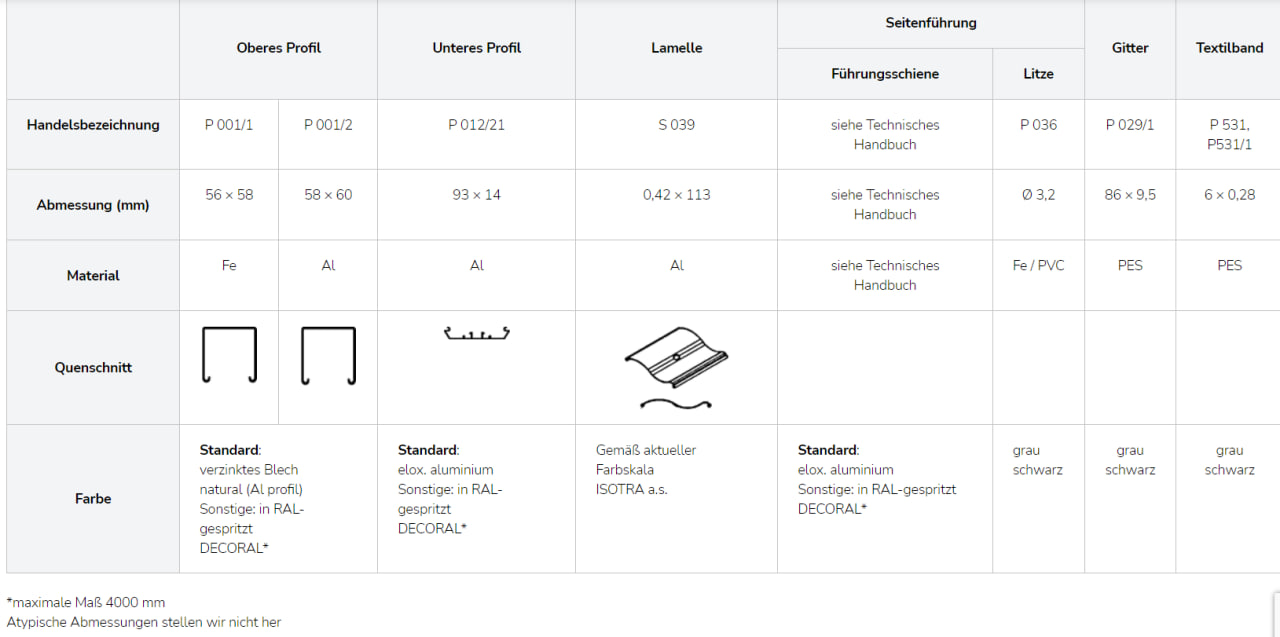 Seitenführung
Oberes Profil Unteres Profil Lamelle Gitter Textilband
Führungsschiene Litze
Handelsbezeichnung P 001/1 P 001/2 P 012/21 S 039 siehe Technisches Handbuch P 036 P 029/1 P 531, P531/1
Abmessung (mm) 56 × 58 58 × 60 93 × 14 0,42 × 113 siehe Technisches Handbuch Ø 3,2 86 × 9,5 6 × 0,28
Material Fe Al Al Al siehe Technisches Handbuch Fe / PVC PES PES
Quenschnitt
Farbe
Standard:
verzinktes Blech
natural (Al profil)
Sonstige: in RAL-
gespritzt
DECORAL*
Standard:
elox. aluminium
Sonstige: in RAL-
gespritzt
DECORAL*
Gemäß aktueller
Farbskala
ISOTRA a.s.
Standard:
elox. aluminium
Sonstige: in RAL-gespritzt
DECORAL*
grau
schwarz
grau
schwarz
grau
schwarz
*maximale Maß 4000 mm
Atypische Abmessungen stellen wir nicht her